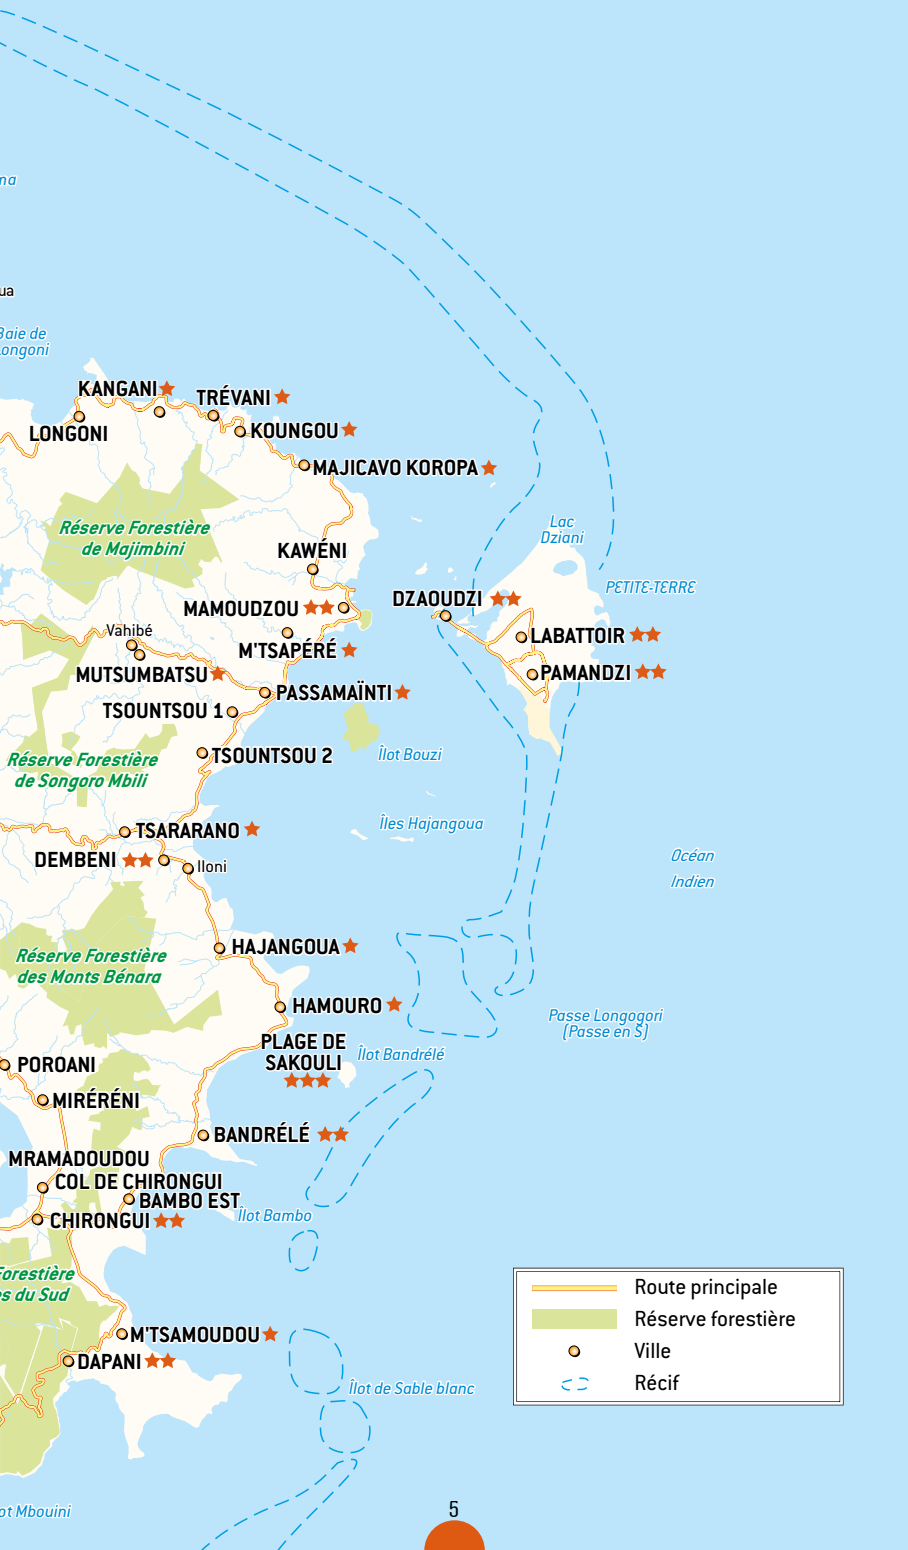 Baie de
KANGANI
TRÉVANI
LONGONI
KOUNGOU
MAJICAVO KOROPA
Réserve Forestière
de Majimbini
Lac
Dziani
KAWÉNI
PETITE-TERRE
MAMOUDZOU
DZAOUDZI
Vahibé
LABATTOIR
M'TSAPÉRÉ
MUTSUMBATSU
PAMANDZI
PASSAMAÏNTI
TSOUNTSOU 1
TSOUNTSOU 2
Îlot Bouzi
Réserve Forestière
de Songoro Mbili
Îles Hajangoua
TSARARANO
DEMBENI
Iloni
Océan
Indien
HAJANGOUA
Réserve Forestière
des Monts Bénara
HAMOURO
Passe Longogori
(Passe en S)
PLAGE DE
SAKOULI
Îlot Bandrélé
POROANI
MIRÉRÉNI
BANDRÉLÉ
MRAMADOUDOU
COL DE CHIRONGUI
BAMBO EST
Îlot Bambo
CHIRONGUI
Forestière
du Sud
M'TSAMOUDOU
DAPANI
Îlot de Sable blanc
Mbouini
Route principale
Réserve forestière
Ville
Récif
5